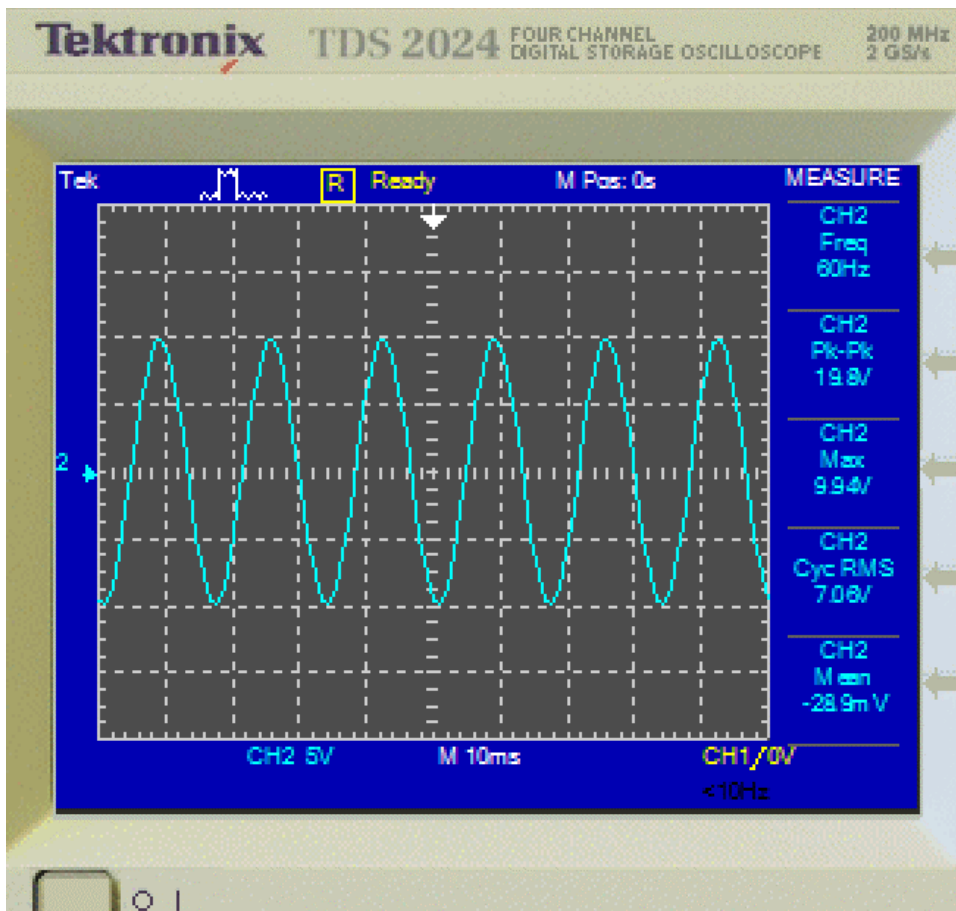 Tektronix TDS 2024 FOUR CHANNEL 200 MHz
DIGITAL STORAGE OSCILLOSCOPE 2 GS/s
Tek R Ready M Pos: 0s MEASURE
CH2
Freq
60Hz
CH2
Pk-Pk
19.8V
CH2
Max
9.94V
2
CH2
Cyc RMS
7.06V
CH2
Mean
-28.9mV
CH2 5V M 10ms CH1 0V
<10Hz